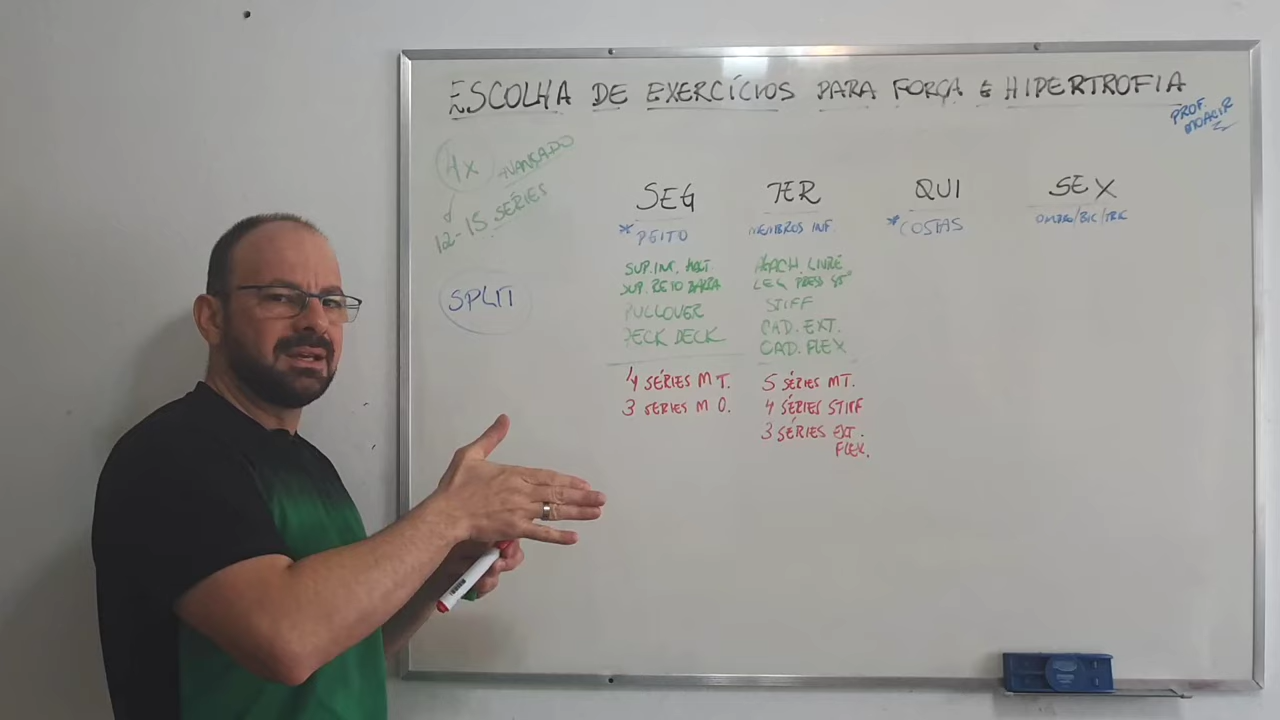 ESCOLHA DE EXERCÍCIOS PARA FORÇA E HIPERTROFIA
PROF.
MOACIR
4X AVANÇADO
12-15 SÉRIES
SPLIT
SEG
* PEITO
SUP. INC. HALT
SUP. RETO BARRA
PULLOVER
PECK DECK
4 SÉRIES M T.
3 SERIES M O.
TER
MEMBROS INF.
AGACH. LIVRE
LEG PRESS 45°
STIFF
CAD. EXT.
CAD. FLEX
5 SÉRIES MT.
4 SÉRIES STIFF
3 SÉRIES EXT.
FLEX.
QUI
* COSTAS
SEX
OMBRO/BIC/TRIC